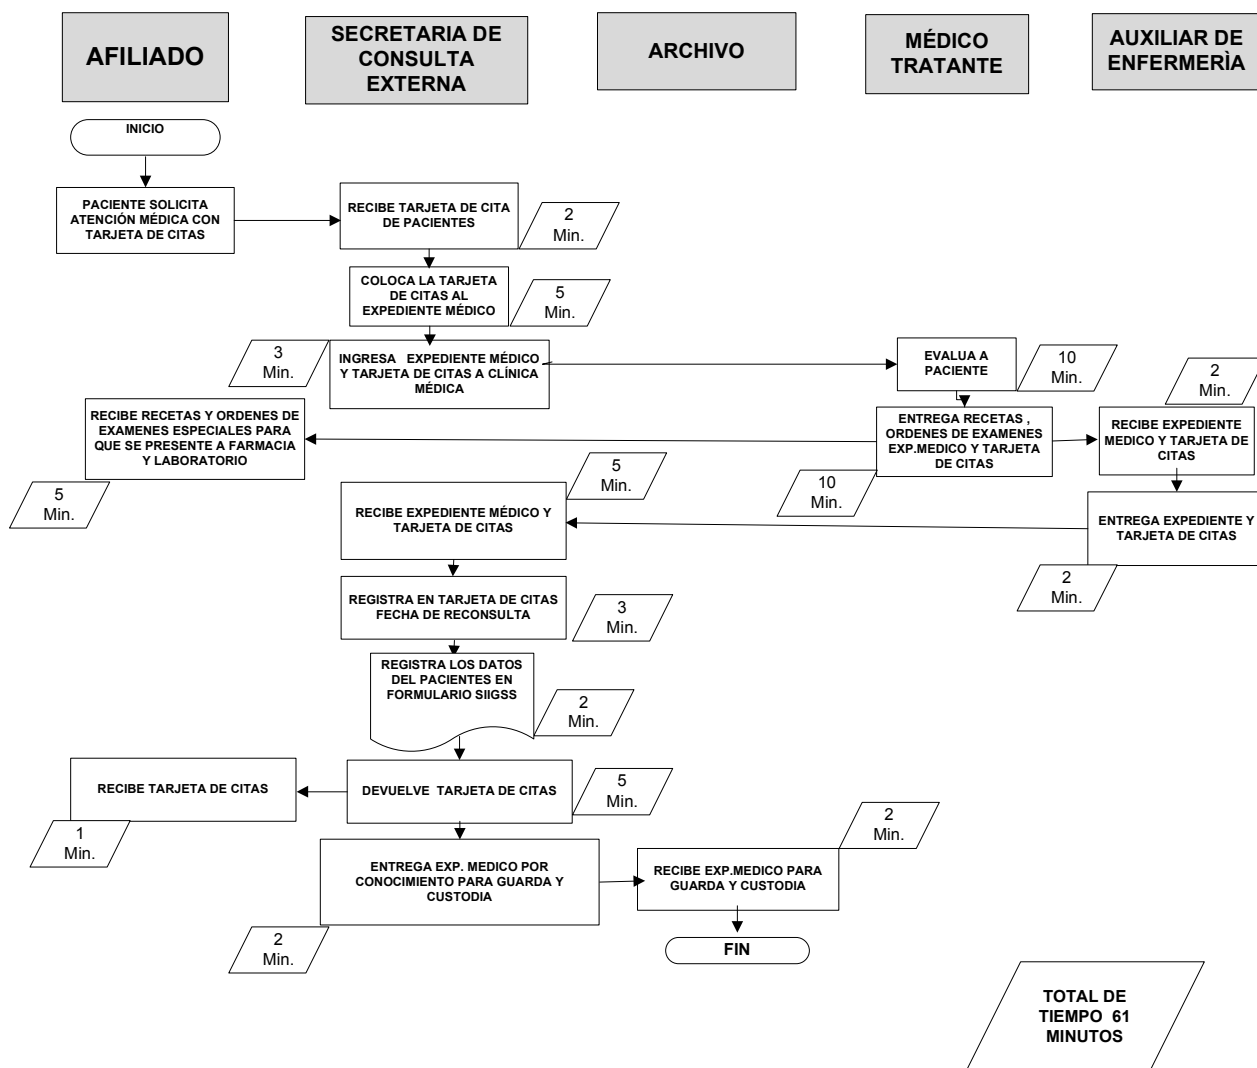 AFILIADO
SECRETARIA DE
CONSULTA
EXTERNA
ARCHIVO
MÉDICO
TRATANTE
AUXILIAR DE
ENFERMERÌA
INICIO
PACIENTE SOLICITA
ATENCIÓN MÉDICA CON
TARJETA DE CITAS
RECIBE TARJETA DE CITA
DE PACIENTES
2
Min.
COLOCA LA TARJETA
DE CITAS AL
EXPEDIENTE MÉDICO
5
Min.
3
Min.
INGRESA EXPEDIENTE MÉDICO
Y TARJETA DE CITAS A CLÍNICA
MÉDICA
EVALUA A
PACIENTE
10
Min.
2
Min.
RECIBE RECETAS Y ORDENES DE
EXAMENES ESPECIALES PARA
QUE SE PRESENTE A FARMACIA
Y LABORATORIO
5
Min.
ENTREGA RECETAS ,
ORDENES DE EXAMENES
EXP.MEDICO Y TARJETA
DE CITAS
10
Min.
RECIBE EXPEDIENTE
MEDICO Y TARJETA DE
CITAS
RECIBE EXPEDIENTE MÉDICO Y
TARJETA DE CITAS
5
Min.
ENTREGA EXPEDIENTE Y
TARJETA DE CITAS
2
Min.
REGISTRA EN TARJETA DE CITAS
FECHA DE RECONSULTA
3
Min.
REGISTRA LOS DATOS
DEL PACIENTES EN
FORMULARIO SIIGSS
2
Min.
RECIBE TARJETA DE CITAS
1
Min.
DEVUELVE TARJETA DE CITAS
5
Min.
ENTREGA EXP. MEDICO POR
CONOCIMIENTO PARA GUARDA Y
CUSTODIA
2
Min.
RECIBE EXP.MEDICO PARA
GUARDA Y CUSTODIA
2
Min.
FIN
TOTAL DE
TIEMPO 61
MINUTOS